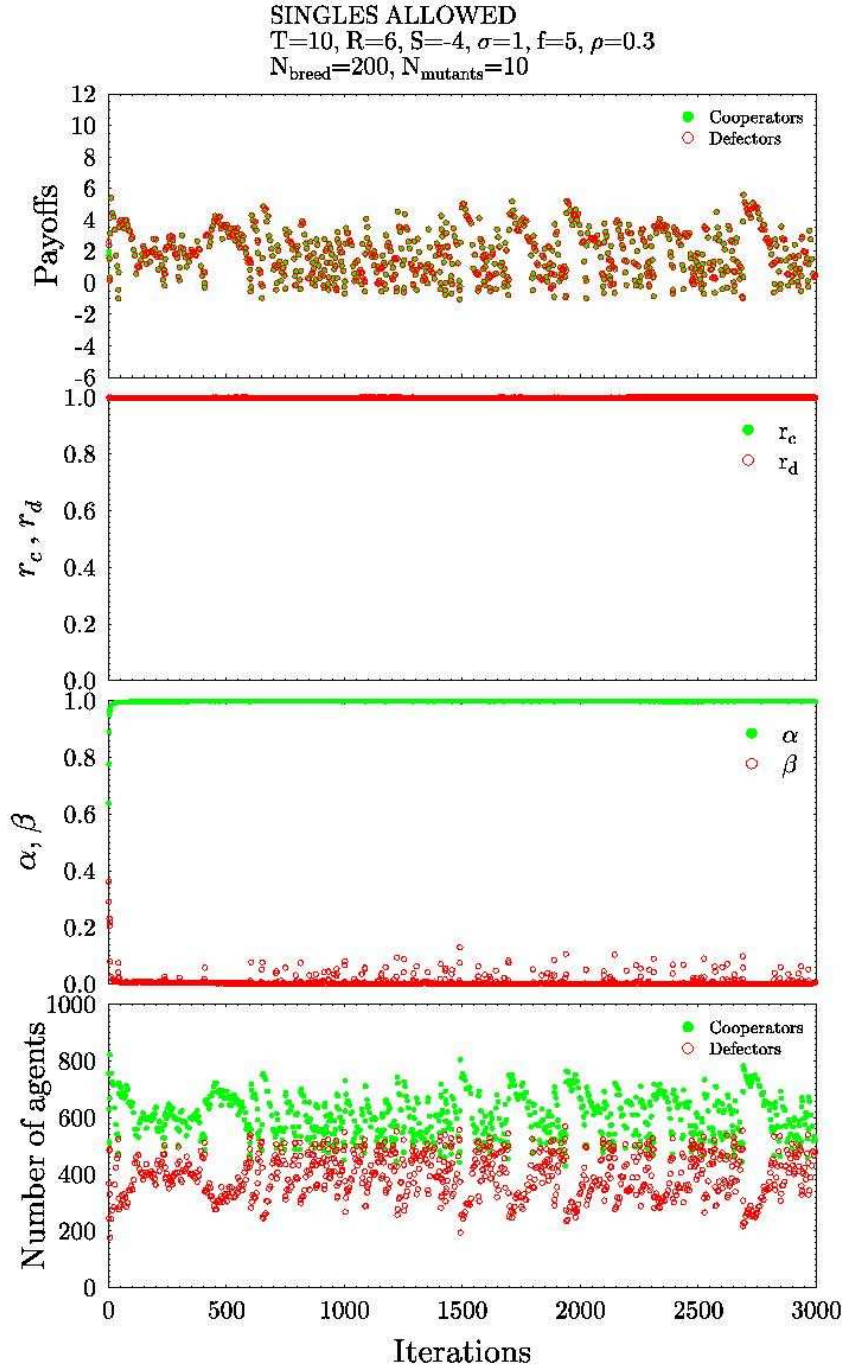 SINGLES ALLOWED
T=10, R=6, S=-4, σ=1, f=5, ρ=0.3
N_breed=200, N_mutants=10
12
10
8
6
4
2
0
-2
-4
-6
Payoffs
Cooperators
Defectors
1.0
0.8
0.6
0.4
0.2
0.0
r_c, r_d
r_c
r_d
1.0
0.8
0.6
0.4
0.2
0.0
α, β
α
β
1000
800
600
400
200
0
Number of agents
Cooperators
Defectors
0 500 1000 1500 2000 2500 3000
Iterations